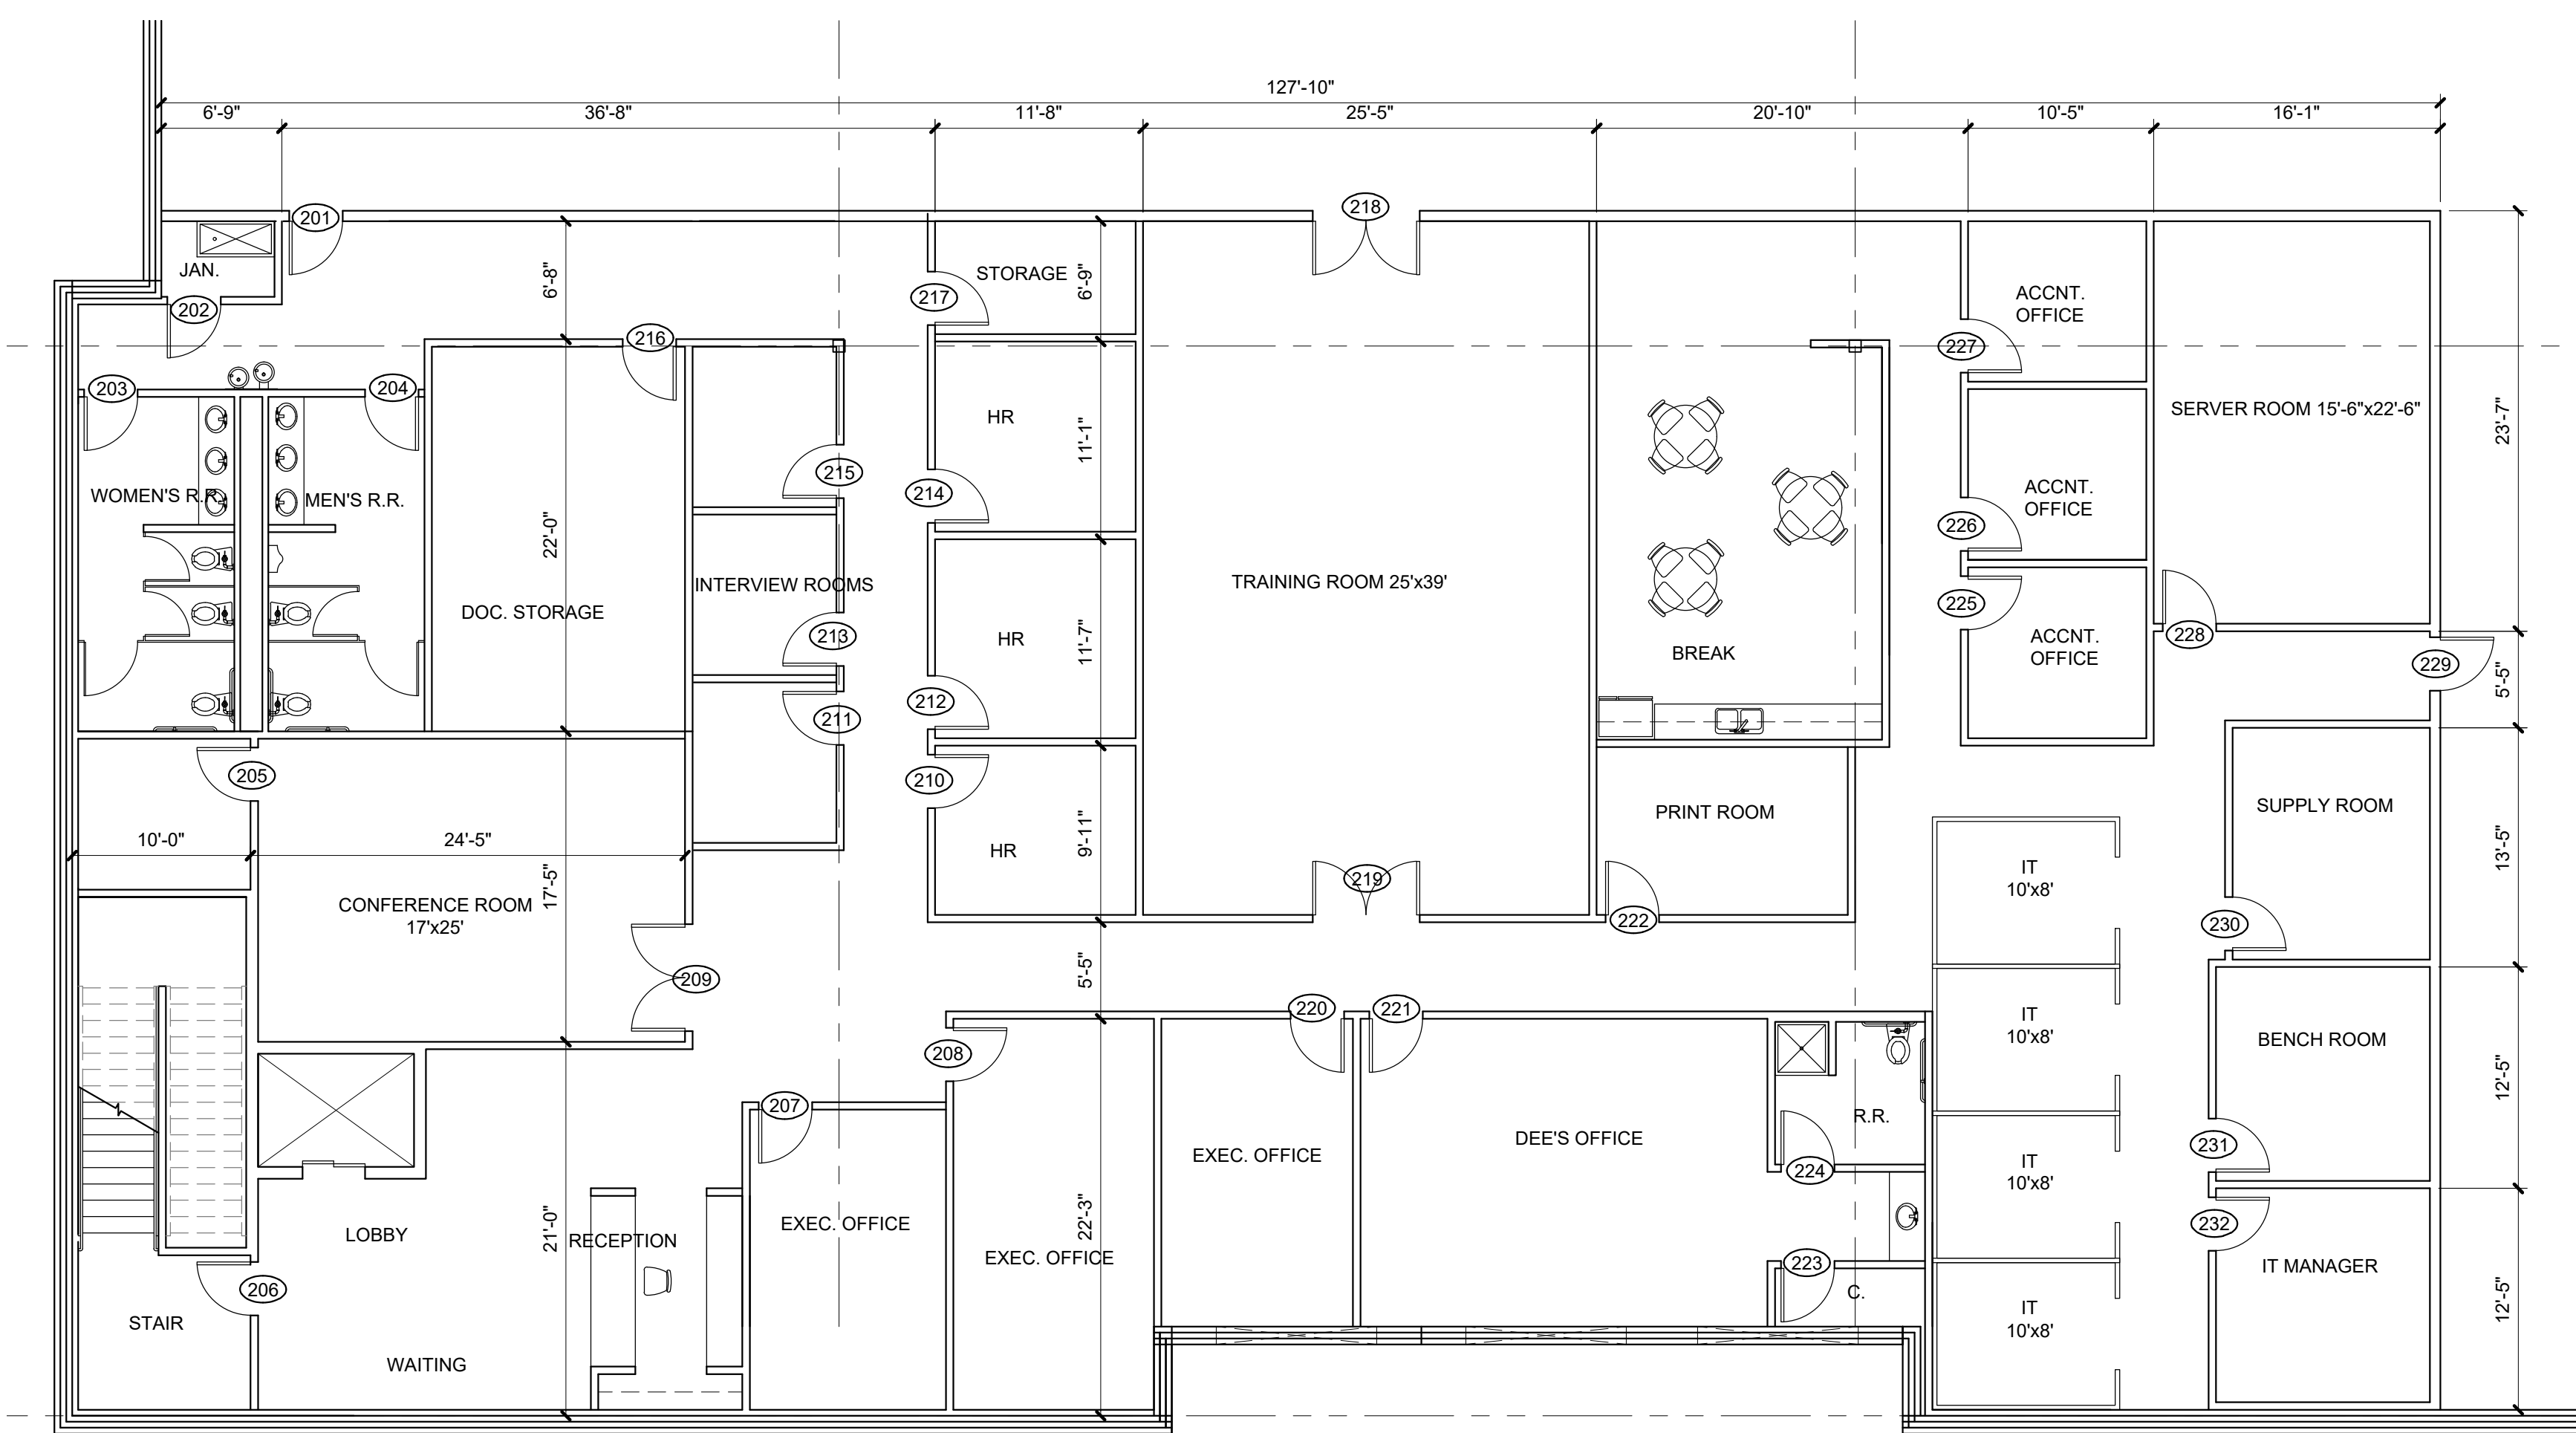 127'-10"
6'-9"
36'-8"
11'-8"
25'-5"
20'-10"
10'-5"
16'-1"
201
218
JAN.
202
6'-8"
217
STORAGE
6'-9"
ACCNT.
OFFICE
227
216
203
204
HR
11'-1"
SERVER ROOM 15'-6"x22'-6"
23'-7"
215
214
WOMEN'S R.R.
MEN'S R.R.
22'-0"
ACCNT.
OFFICE
226
INTERVIEW ROOMS
TRAINING ROOM 25'x39'
DOC. STORAGE
225
213
HR
11'-7"
BREAK
ACCNT.
OFFICE
228
229
5'-5"
212
211
205
210
PRINT ROOM
SUPPLY ROOM
10'-0"
24'-5"
HR
9'-11"
13'-5"
17'-5"
CONFERENCE ROOM
17'x25'
219
IT
10'x8'
222
230
209
5'-5"
220
221
IT
10'x8'
BENCH ROOM
208
12'-5"
207
DEE'S OFFICE
R.R.
EXEC. OFFICE
224
IT
10'x8'
231
LOBBY
21'-0"
RECEPTION
EXEC. OFFICE
22'-3"
EXEC. OFFICE
232
223
C.
IT MANAGER
206
STAIR
IT
10'x8'
12'-5"
WAITING